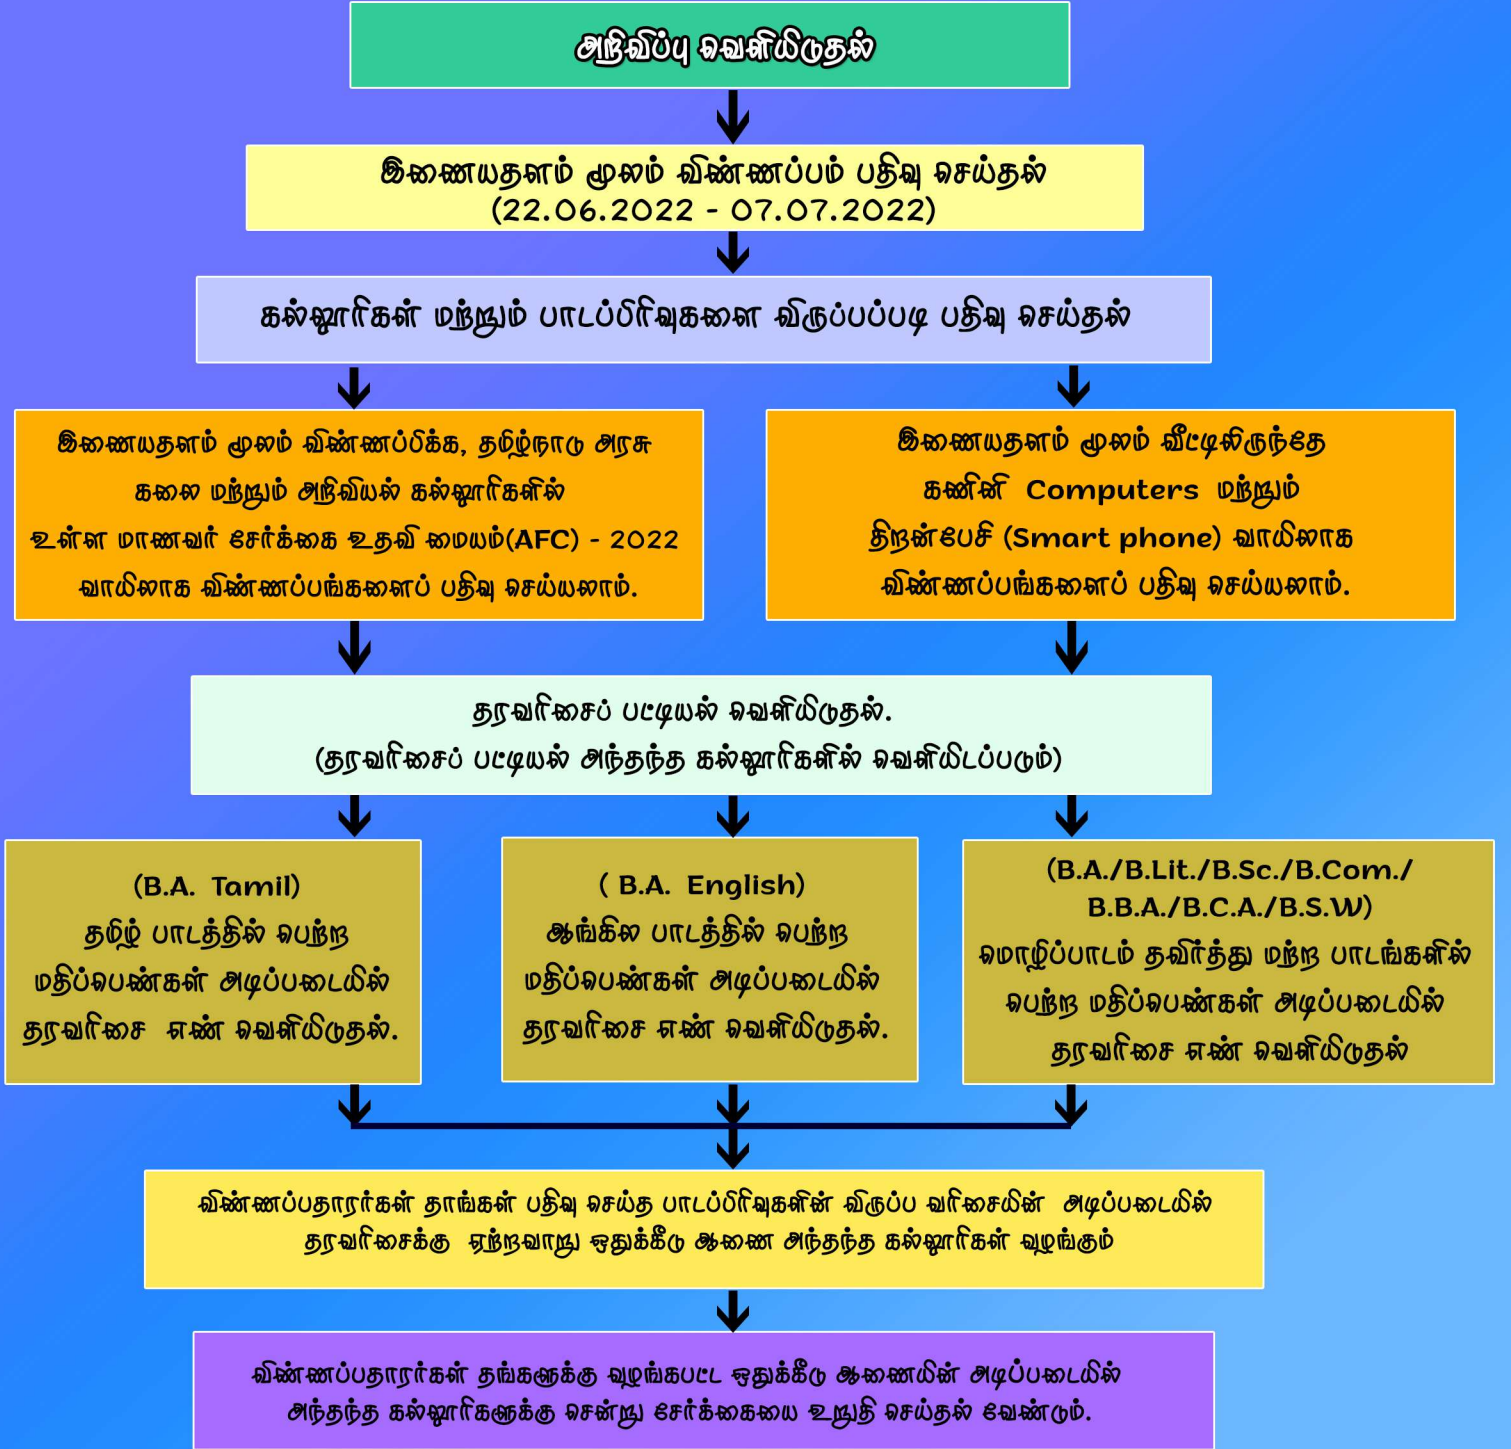 அறிவிப்பு வெளியிடுதல்
இணையதளம் மூலம் விண்ணப்பம் பதிவு செய்தல்
(22.06.2022 - 07.07.2022)
கல்லூரிகள் மற்றும் பாடப்பிரிவுகளை விருப்பப்படி பதிவு செய்தல்
இணையதளம் மூலம் விண்ணப்பிக்க, தமிழ்நாடு அரசு
கலை மற்றும் அறிவியல் கல்லூரிகளில்
உள்ள மாணவர் சேர்க்கை உதவி மையம்(AFC) - 2022
வாயிலாக விண்ணப்பங்களைப் பதிவு செய்யலாம்.
இணையதளம் மூலம் வீட்டிலிருந்தே
கணினி Computers மற்றும்
திறன்பேசி (Smart phone) வாயிலாக
விண்ணப்பங்களைப் பதிவு செய்யலாம்.
தரவரிசைப் பட்டியல் வெளியிடுதல்.
(தரவரிசைப் பட்டியல் அந்தந்த கல்லூரிகளில் வெளியிடப்படும்)
(B.A. Tamil)
தமிழ் பாடத்தில் பெற்ற
மதிப்பெண்கள் அடிப்படையில்
தரவரிசை எண் வெளியிடுதல்.
( B.A. English)
ஆங்கில பாடத்தில் பெற்ற
மதிப்பெண்கள் அடிப்படையில்
தரவரிசை எண் வெளியிடுதல்.
(B.A./B.Lit./B.Sc./B.Com./
B.B.A./B.C.A./B.S.W)
மொழிப்பாடம் தவிர்த்து மற்ற பாடங்களில்
பெற்ற மதிப்பெண்கள் அடிப்படையில்
தரவரிசை எண் வெளியிடுதல்
விண்ணப்பதாரர்கள் தாங்கள் பதிவு செய்த பாடப்பிரிவுகளின் விருப்ப வரிசையின் அடிப்படையில்
தரவரிசைக்கு ஏற்றவாறு ஒதுக்கீடு ஆணை அந்தந்த கல்லூரிகள் வழங்கும்
விண்ணப்பதாரர்கள் தங்களுக்கு வழங்கபட்ட ஒதுக்கீடு ஆணையின் அடிப்படையில்
அந்தந்த கல்லூரிகளுக்கு சென்று சேர்க்கையை உறுதி செய்தல் வேண்டும்.